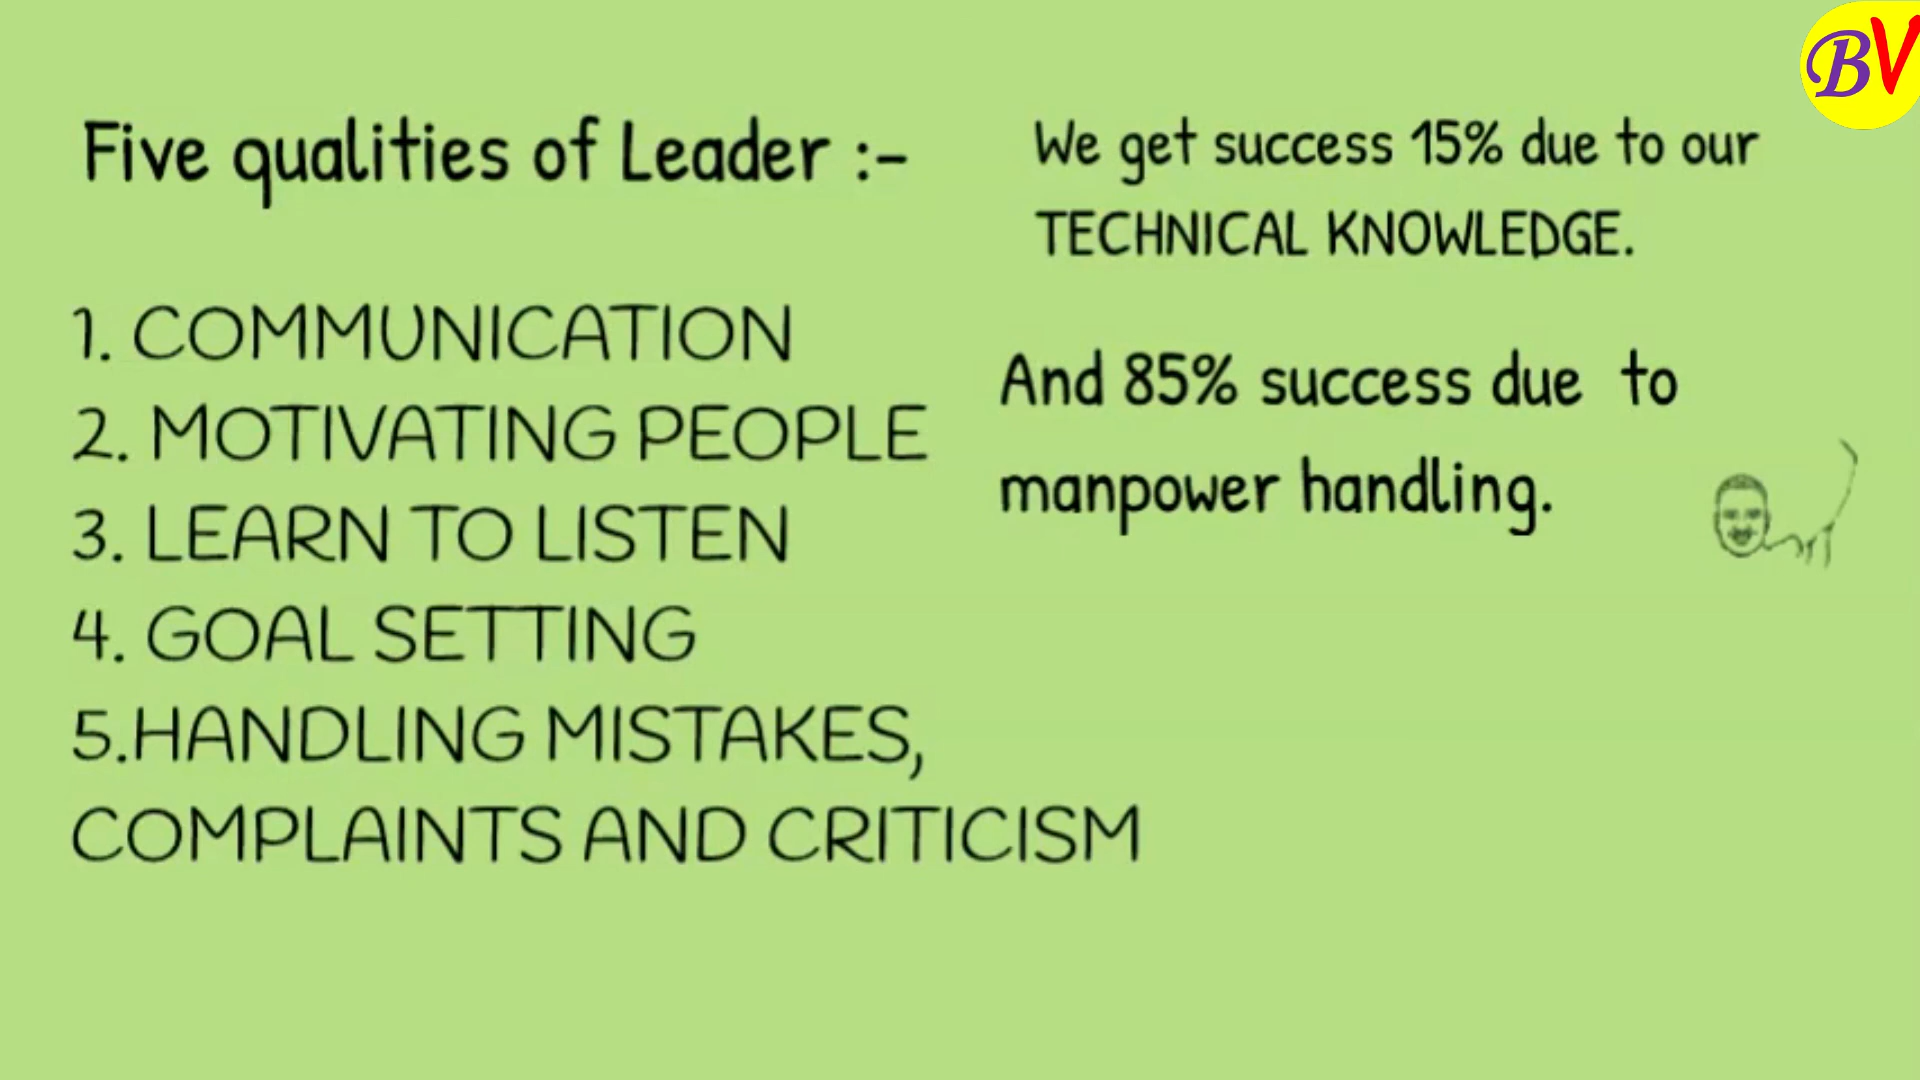 Five qualities of Leader :-
1. COMMUNICATION
2. MOTIVATING PEOPLE
3. LEARN TO LISTEN
4. GOAL SETTING
5.HANDLING MISTAKES,
COMPLAINTS AND CRITICISM
We get success 15% due to our
TECHNICAL KNOWLEDGE.
And 85% success due to
manpower handling.
BV